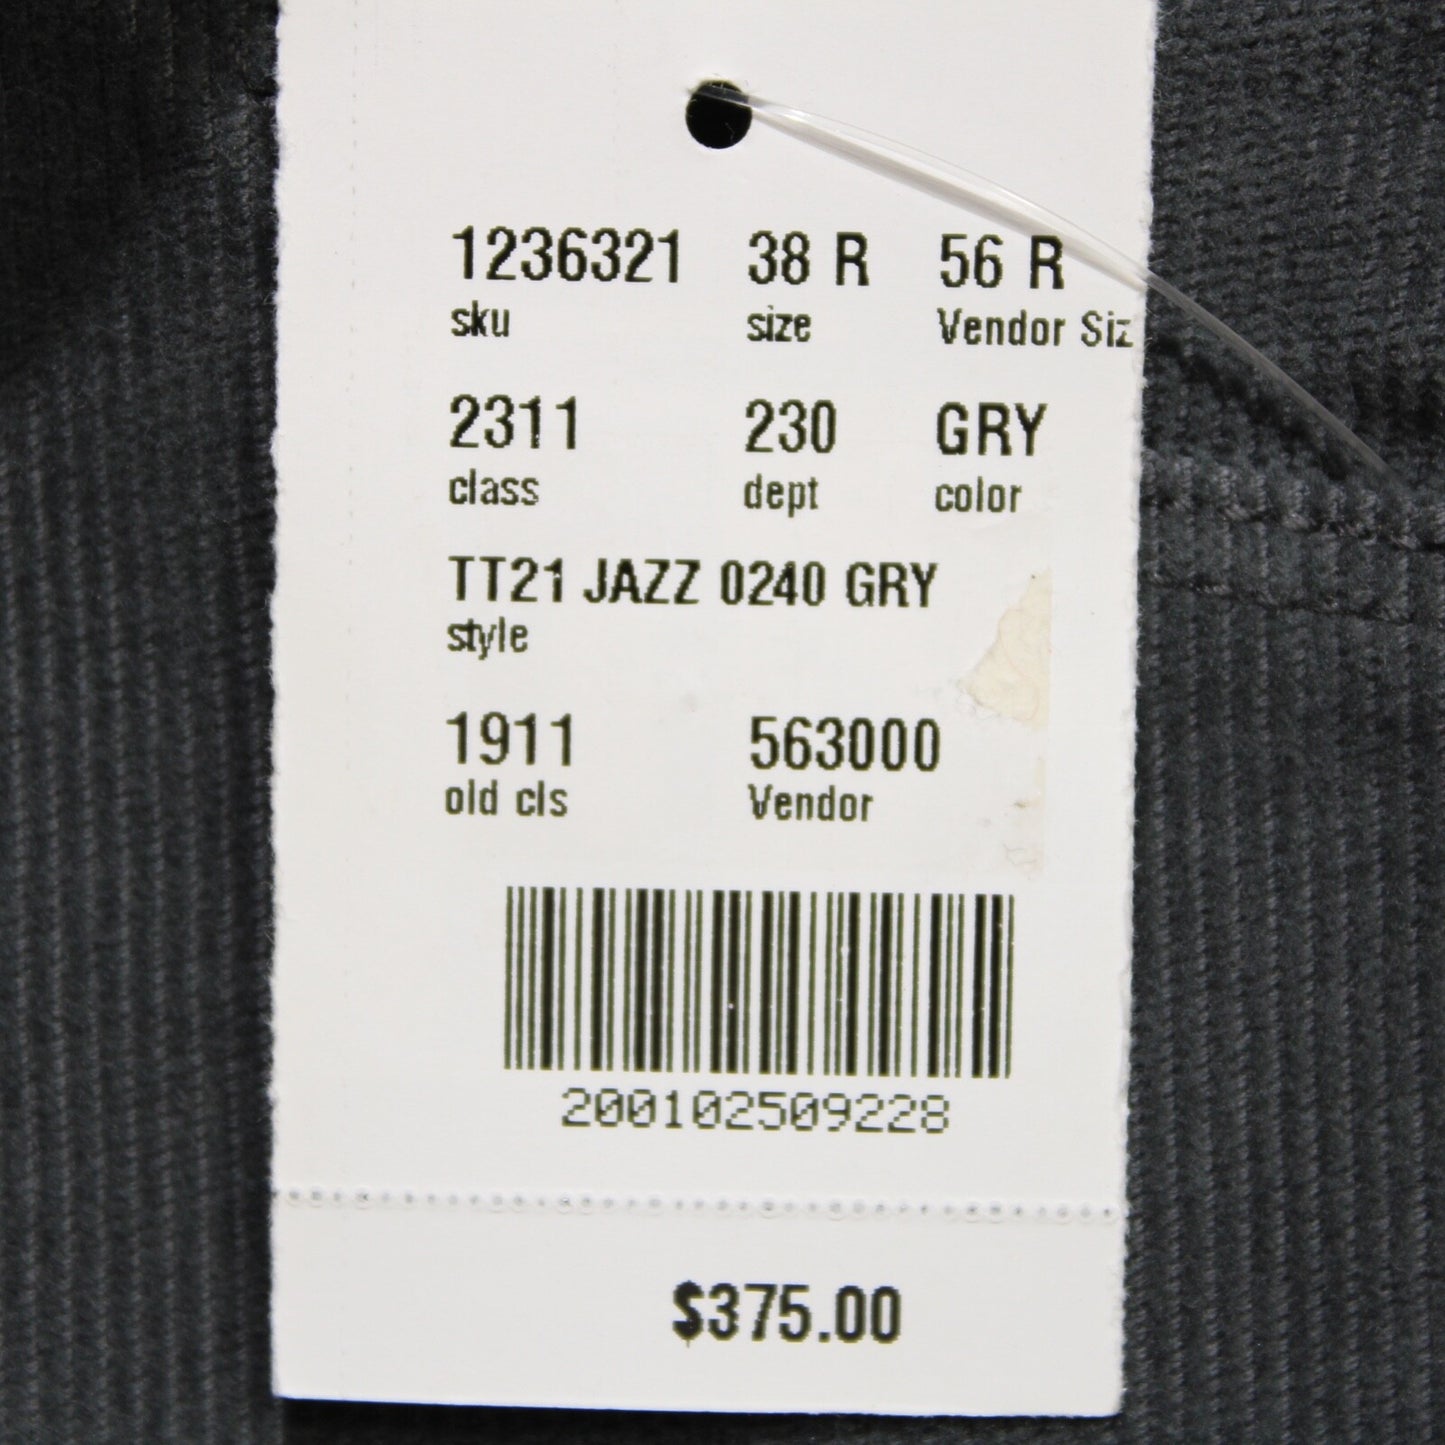 1236321 38 R 56 R
sku size Vendor Siz
2311 230 GRY
class dept color
TT21 JAZZ 0240 GRY
style
1911 563000
old cls Vendor
200102509228
$375.00